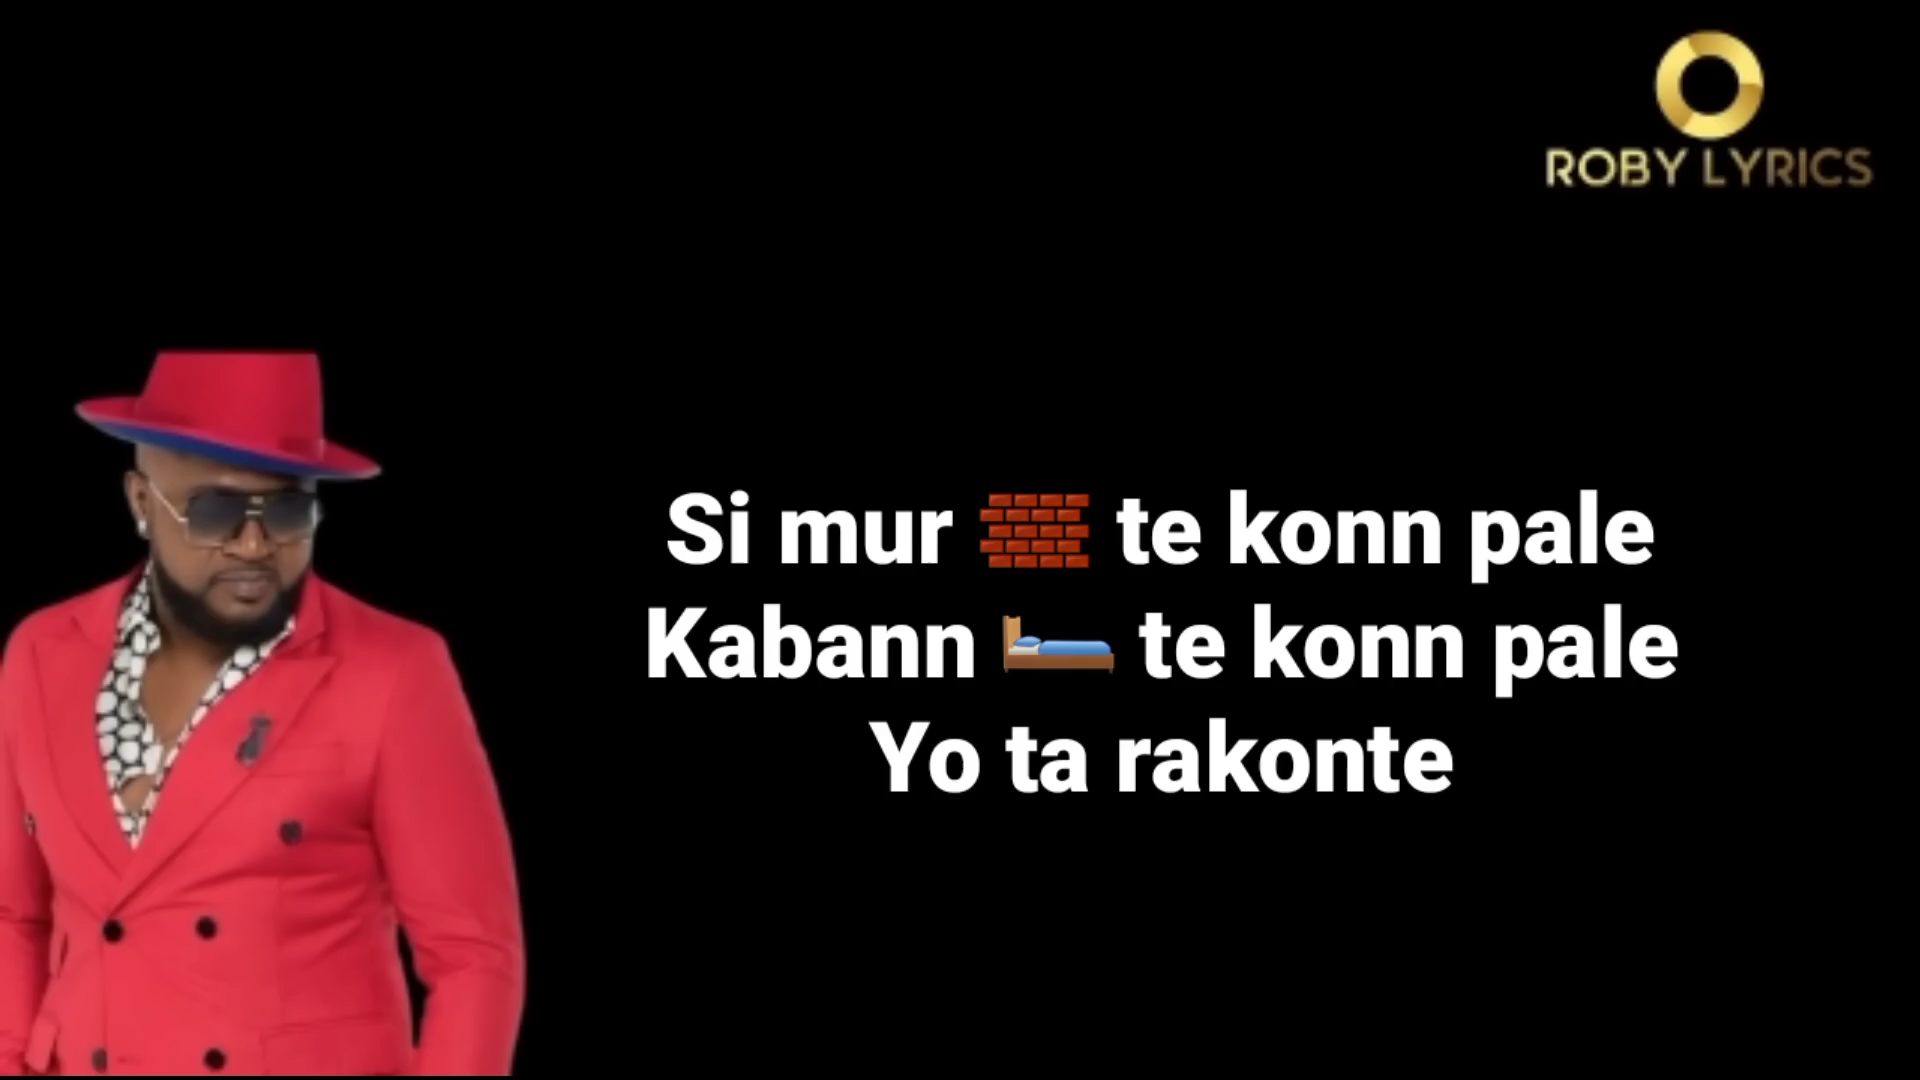 ROBY LYRICS
Si mur 🧱 te konn pale
Kabann 🛏️ te konn pale
Yo ta rakonte